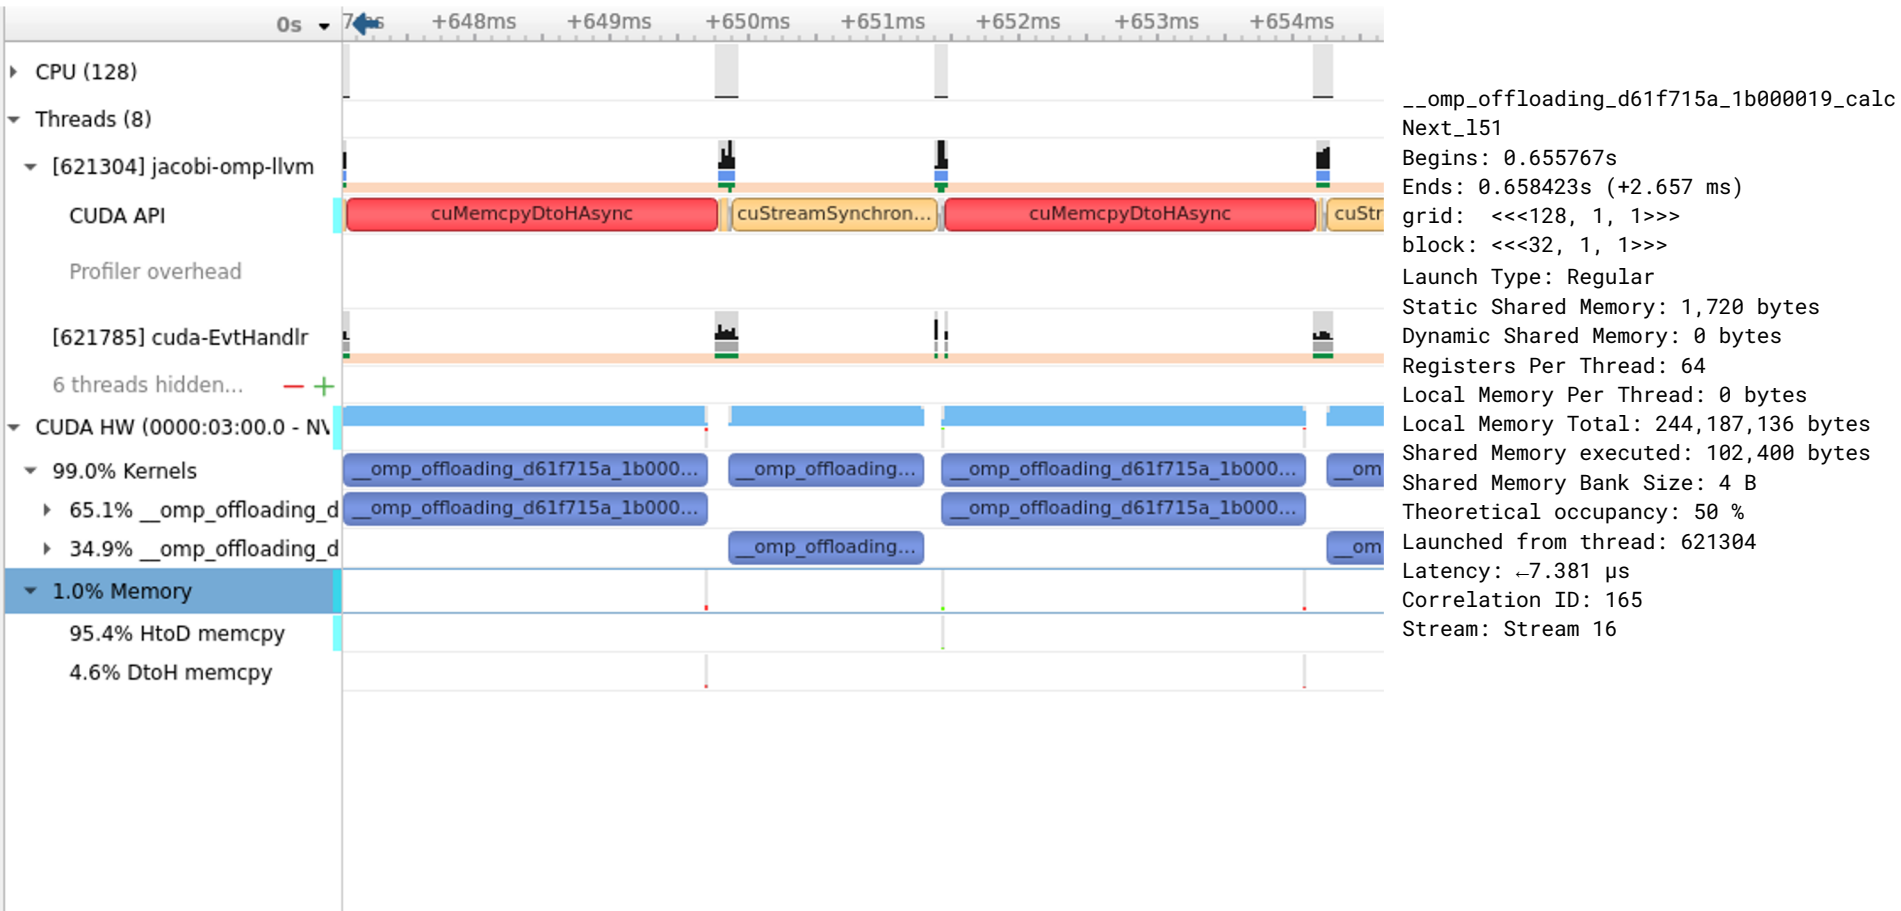 0s
+648ms +649ms +650ms +651ms +652ms +653ms +654ms
CPU (128)
Threads (8)
[621304] jacobi-omp-llvm
CUDA API
cuMemcpyDtoHAsync cuStreamSynchron... cuMemcpyDtoHAsync cuStr
Profiler overhead
[621785] cuda-EvtHandlr
6 threads hidden...
CUDA HW (0000:03:00.0 - NV
99.0% Kernels
__omp_offloading_d61f715a_1b000... __omp_offloading... __omp_offloading_d61f715a_1b000... __om
65.1% __omp_offloading_d
__omp_offloading_d61f715a_1b000... __omp_offloading_d61f715a_1b000...
34.9% __omp_offloading_d
__omp_offloading... __om
1.0% Memory
95.4% HtoD memcpy
4.6% DtoH memcpy
__omp_offloading_d61f715a_1b000019_calc
Next_l51
Begins: 0.655767s
Ends: 0.658423s (+2.657 ms)
grid: <<<128, 1, 1>>>
block: <<<32, 1, 1>>>
Launch Type: Regular
Static Shared Memory: 1,720 bytes
Dynamic Shared Memory: 0 bytes
Registers Per Thread: 64
Local Memory Per Thread: 0 bytes
Local Memory Total: 244,187,136 bytes
Shared Memory executed: 102,400 bytes
Shared Memory Bank Size: 4 B
Theoretical occupancy: 50 %
Launched from thread: 621304
Latency: ←7.381 μs
Correlation ID: 165
Stream: Stream 16